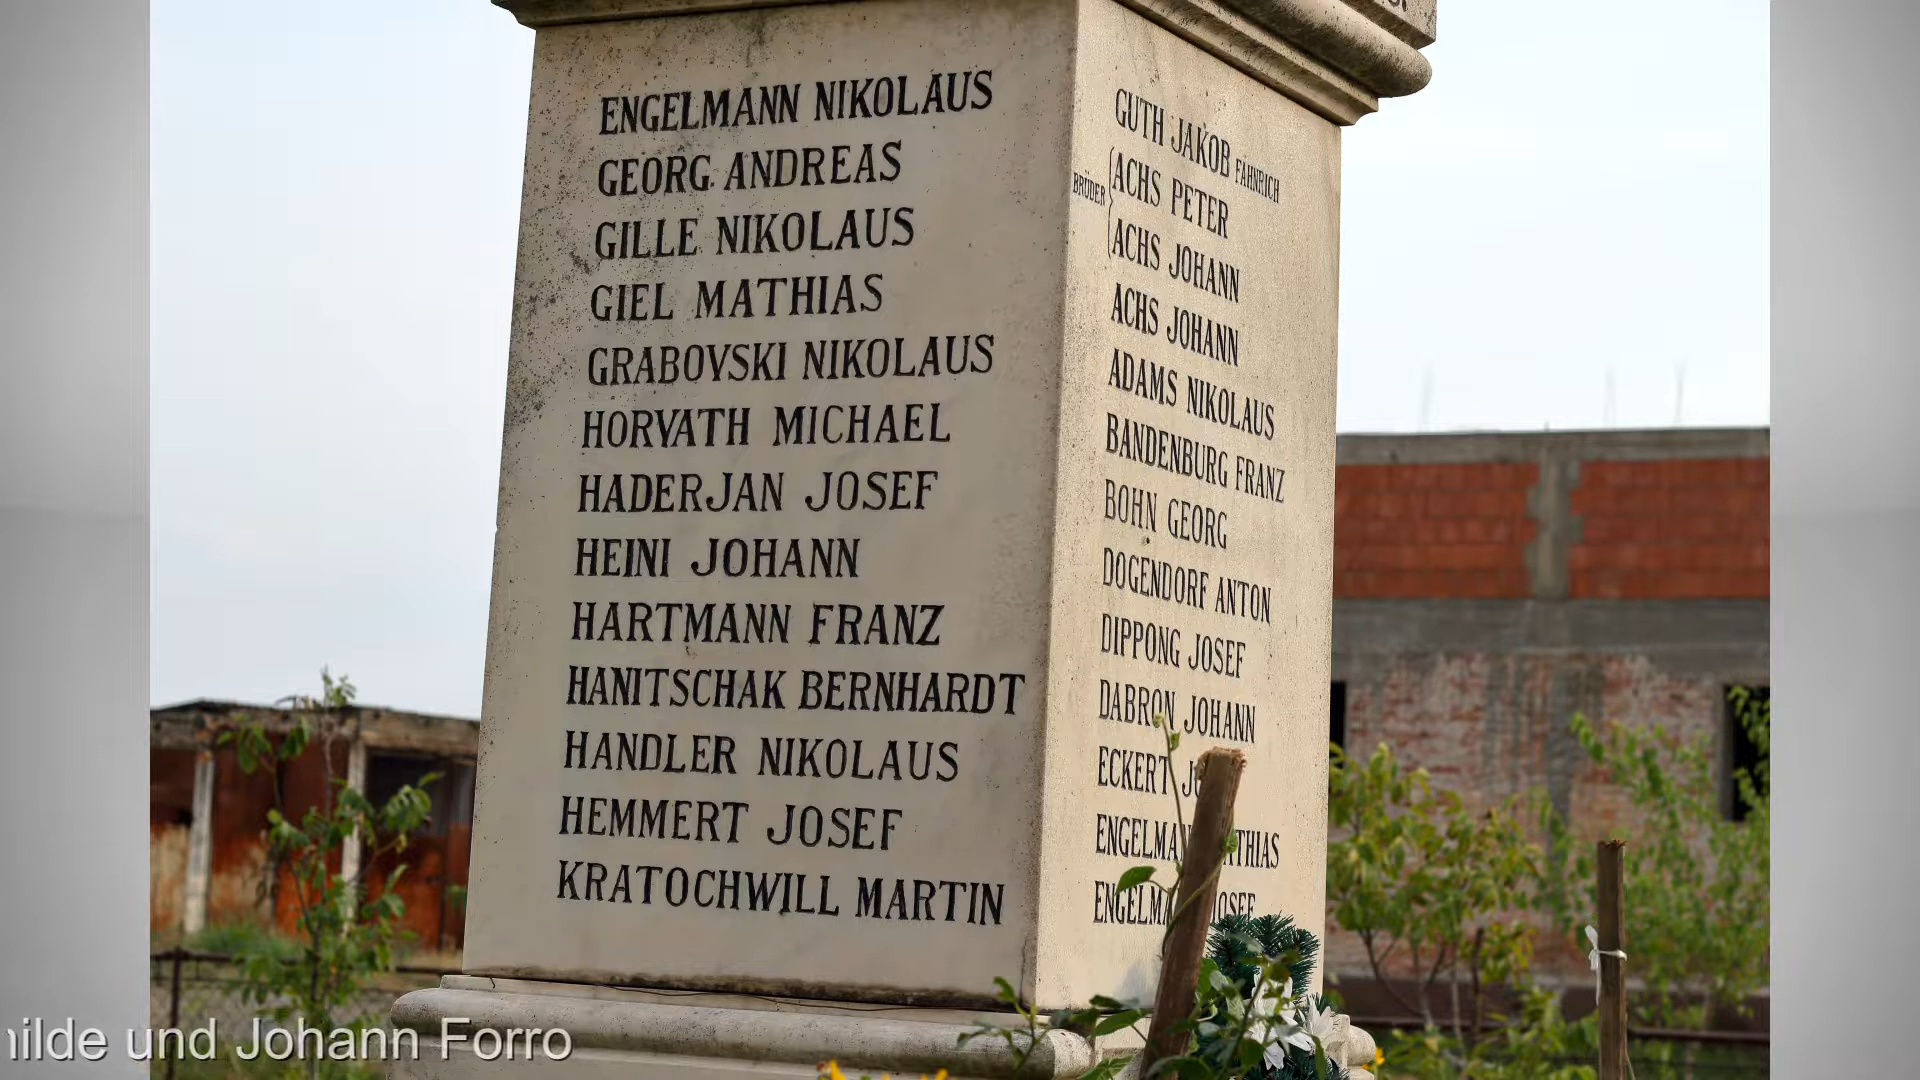 ENGELMANN NIKOLAUS
GEORG ANDREAS
GILLE NIKOLAUS
GIEL MATHIAS
GRABOVSKI NIKOLAUS
HORVATH MICHAEL
HADERJAN JOSEF
HEINI JOHANN
HARTMANN FRANZ
HANITSCHAK BERNHARDT
HANDLER NIKOLAUS
HEMMERT JOSEF
KRATOCHWILL MARTIN
GUTH JAKOB FÄHNRICH
BRÜDER
ACHS PETER
ACHS JOHANN
ACHS JOHANN
ADAMS NIKOLAUS
BANDENBURG FRANZ
BOHN GEORG
DOGENDORF ANTON
DIPPONG JOSEF
DABRON JOHANN
ECKERT
und Johann Forro